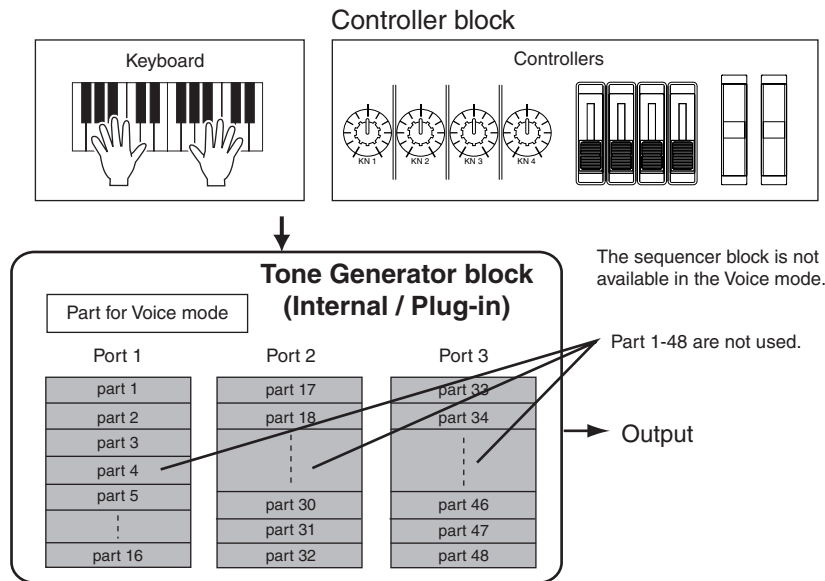 Controller block
Keyboard
Controllers
KN 1
KN 2
KN 3
KN 4
The sequencer block is not
available in the Voice mode.
Tone Generator block
(Internal / Plug-in)
Part for Voice mode
Part 1-48 are not used.
Port 1
Port 2
Port 3
part 1
part 2
part 3
part 4
part 5
part 16
part 17
part 18
part 30
part 31
part 32
part 33
part 34
part 46
part 47
part 48
Output